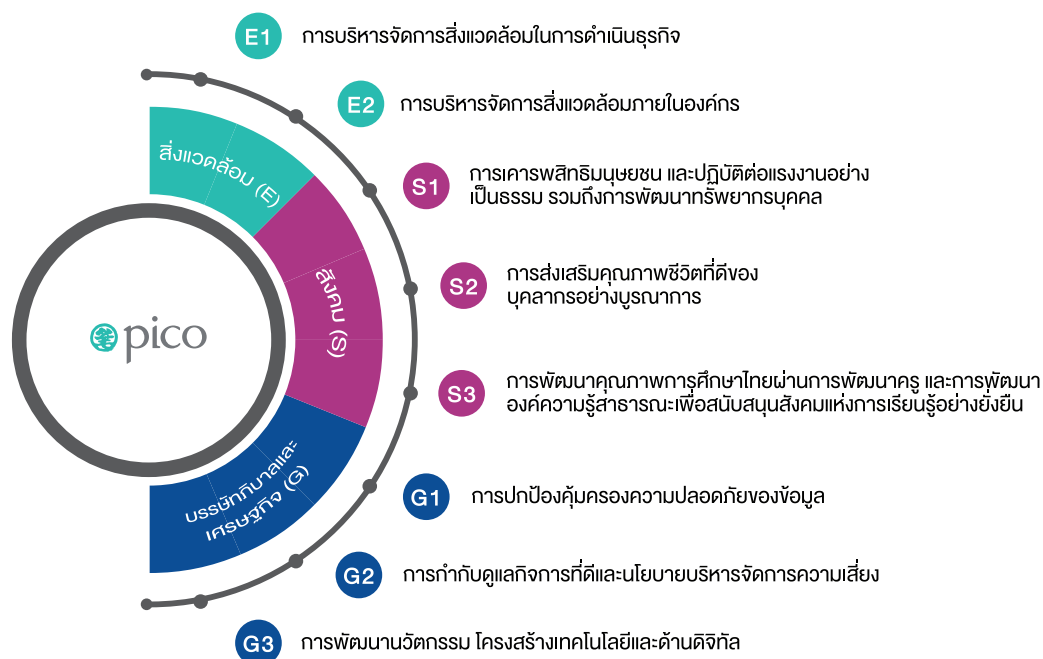 E1 การบริหารจัดการสิ่งแวดล้อมในการดำเนินธุรกิจ
E2 การบริหารจัดการสิ่งแวดล้อมภายในองค์กร
สิ่งแวดล้อม (E)
S1 การเคารพสิทธิมนุษยชน และปฏิบัติต่อแรงงานอย่าง
เป็นธรรม รวมถึงการพัฒนาทรัพยากรบุคคล
สังคม (S)
S2 การส่งเสริมคุณภาพชีวิตที่ดีของ
บุคลากรอย่างบูรณาการ
pico
S3 การพัฒนาคุณภาพการศึกษาไทยผ่านการพัฒนาครู และการพัฒนา
องค์ความรู้สาธารณะเพื่อสนับสนุนสังคมแห่งการเรียนรู้อย่างยั่งยืน
บรรษัทภิบาลและ
เศรษฐกิจ (G)
G1 การปกป้องคุ้มครองความปลอดภัยของข้อมูล
G2 การกำกับดูแลกิจการที่ดีและนโยบายบริหารจัดการความเสี่ยง
G3 การพัฒนานวัตกรรม โครงสร้างเทคโนโลยีและด้านดิจิทัล